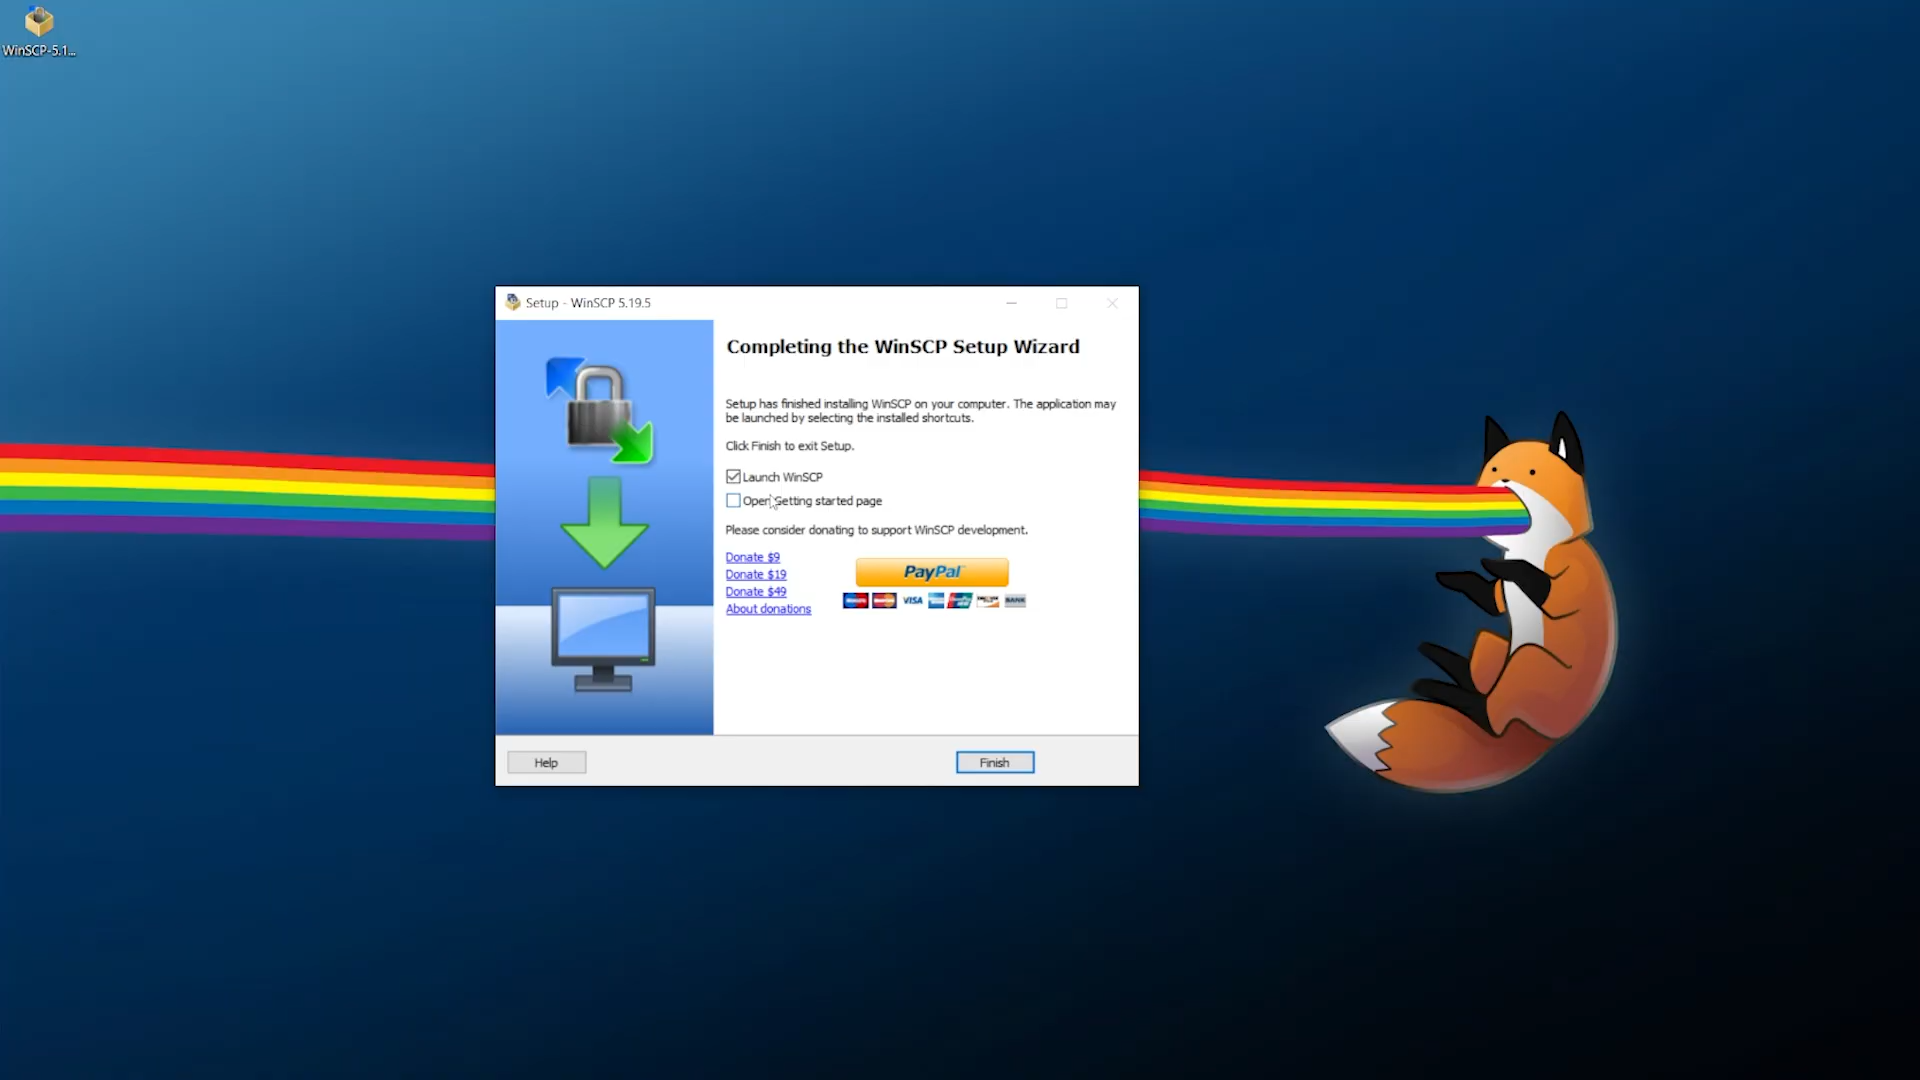 WinSCP-5.1...
Setup - WinSCP 5.19.5
Completing the WinSCP Setup Wizard
Setup has finished installing WinSCP on your computer. The application may
be launched by selecting the installed shortcuts.
Click Finish to exit Setup.
Launch WinSCP
Open Getting started page
Please consider donating to support WinSCP development.
Donate $9
Donate $19
Donate $49
About donations
PayPal
VISA
BANK
Help
Finish